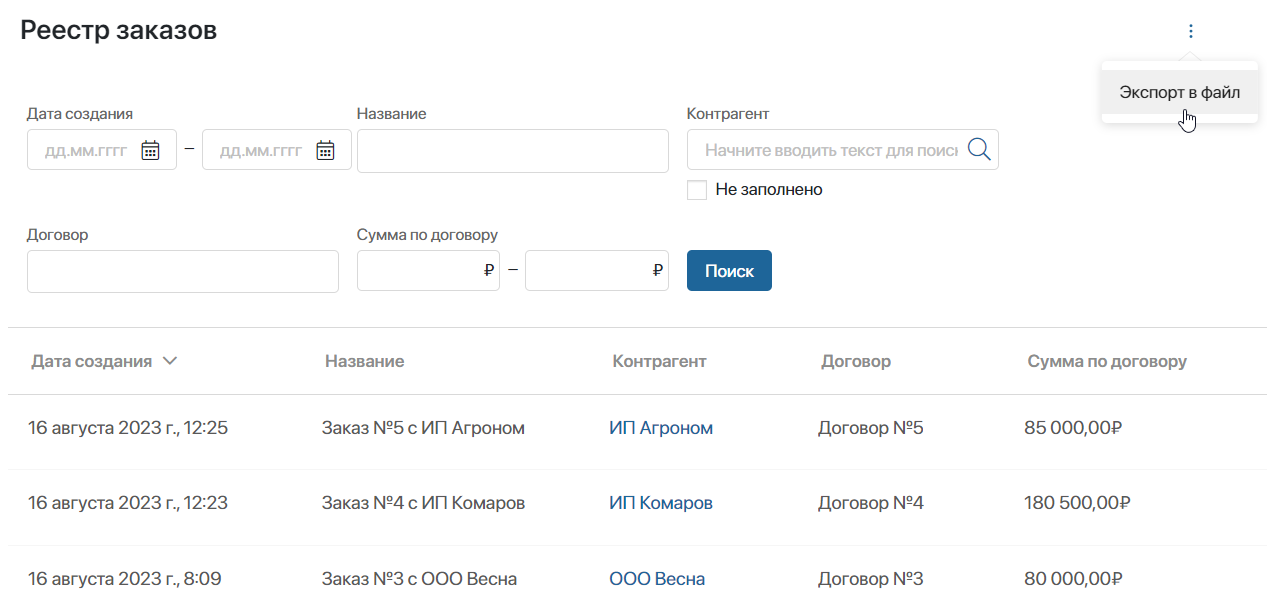 Реестр заказов
Экспорт в файл
Дата создания Название Контрагент
дд.мм.гггг – дд.мм.гггг Начните вводить текст для поиск
Не заполнено
Договор Сумма по договору
₽ – ₽ Поиск
Дата создания Название Контрагент Договор Сумма по договору
16 августа 2023 г., 12:25 Заказ №5 с ИП Агроном ИП Агроном Договор №5 85 000,00₽
16 августа 2023 г., 12:23 Заказ №4 с ИП Комаров ИП Комаров Договор №4 180 500,00₽
16 августа 2023 г., 8:09 Заказ №3 с ООО Весна ООО Весна Договор №3 80 000,00₽